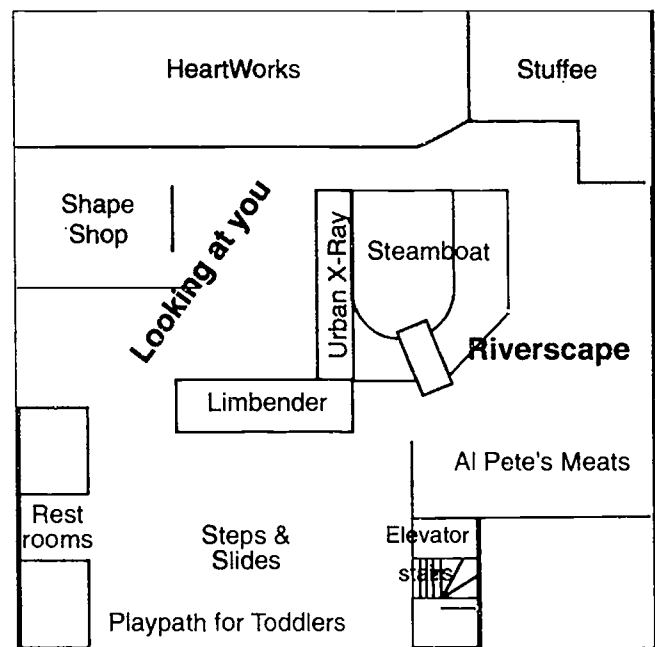 HeartWorks
Stuffee
Shape
Shop
Looking at you
Urban X-Ray
Steamboat
Riverscape
Limbender
Al Pete's Meats
Rest
rooms
Steps &
Slides
Elevator
stairs
Playpath for Toddlers